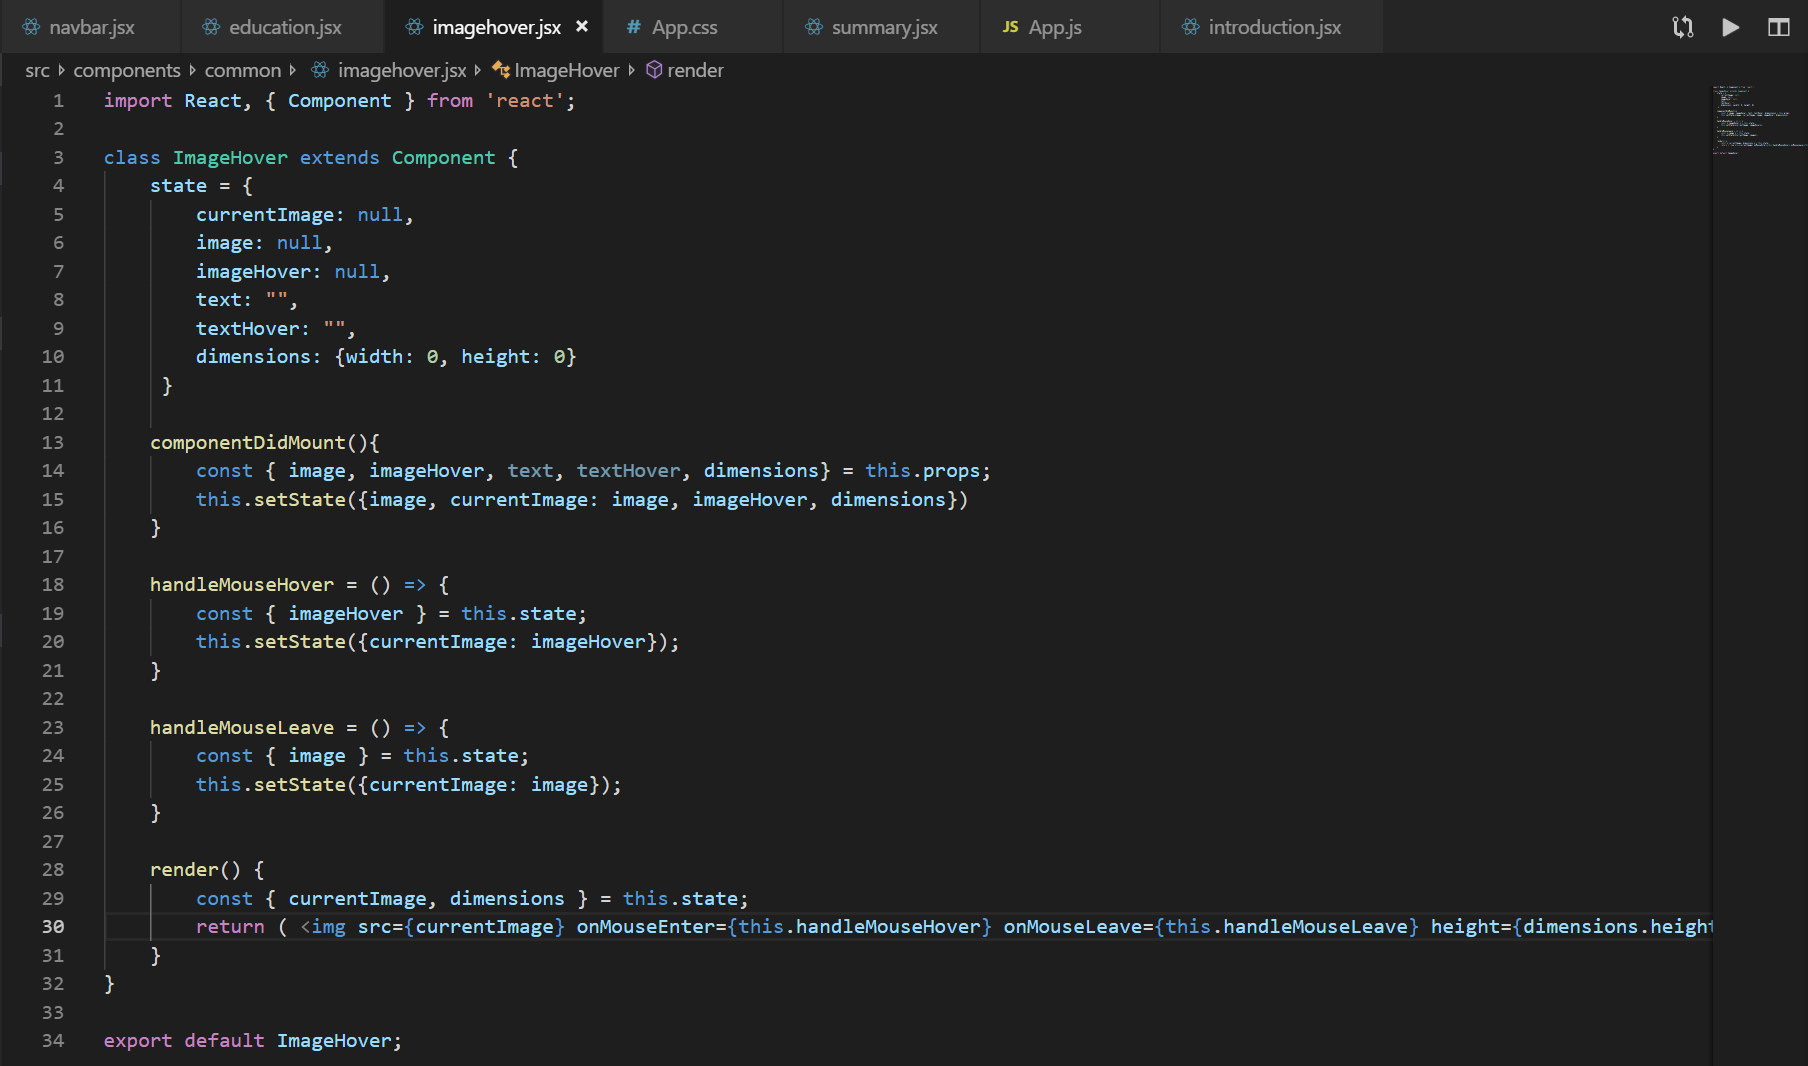 navbar.jsx education.jsx imagehover.jsx × # App.css summary.jsx JS App.js introduction.jsx
src components common imagehover.jsx ImageHover render
1 import React, { Component } from 'react';
2
3 class ImageHover extends Component {
4 state = {
5 currentImage: null,
6 image: null,
7 imageHover: null,
8 text: "",
9 textHover: "",
10 dimensions: {width: 0, height: 0}
11 }
12
13 componentDidMount(){
14 const { image, imageHover, text, textHover, dimensions} = this.props;
15 this.setState({image, currentImage: image, imageHover, dimensions})
16 }
17
18 handleMouseHover = () => {
19 const { imageHover } = this.state;
20 this.setState({currentImage: imageHover});
21 }
22
23 handleMouseLeave = () => {
24 const { image } = this.state;
25 this.setState({currentImage: image});
26 }
27
28 render() {
29 const { currentImage, dimensions } = this.state;
30 return ( <img src={currentImage} onMouseEnter={this.handleMouseHover} onMouseLeave={this.handleMouseLeave} height={dimensions.height
31 }
32 }
33
34 export default ImageHover;